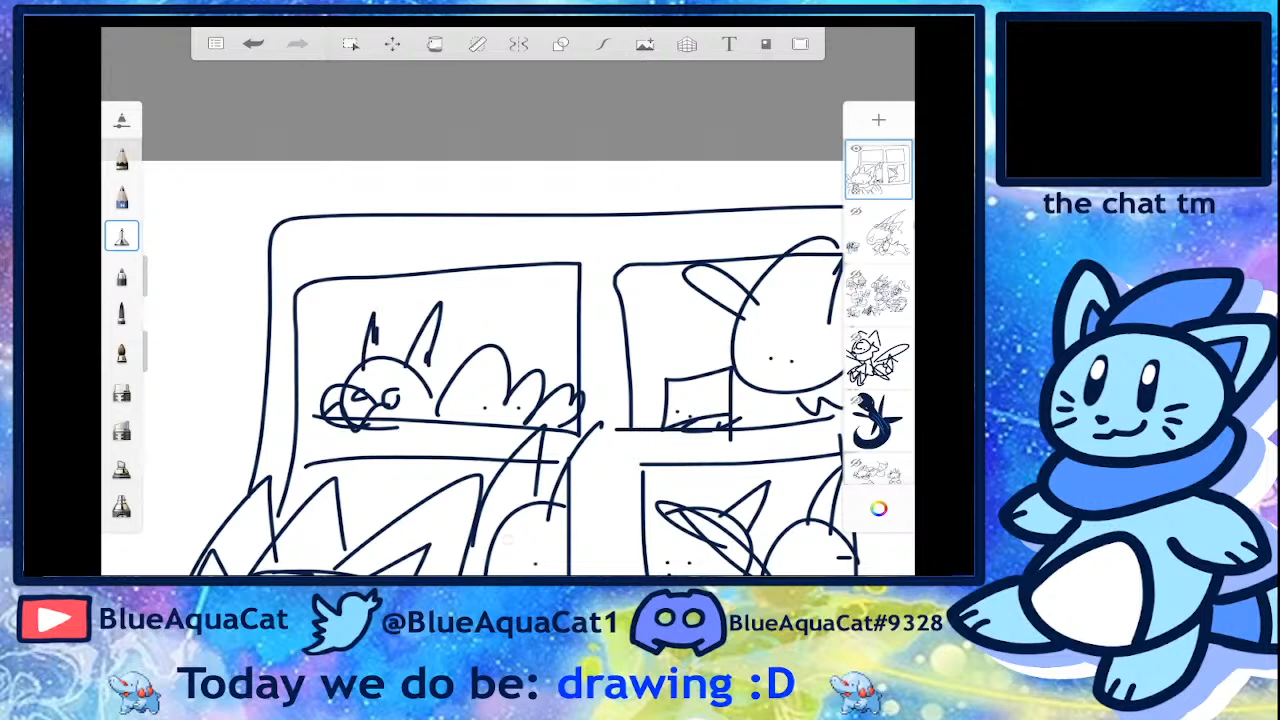 the chat tm
BlueAquaCat
@BlueAquaCat1
BlueAquaCat#9328
Today we do be: drawing :D